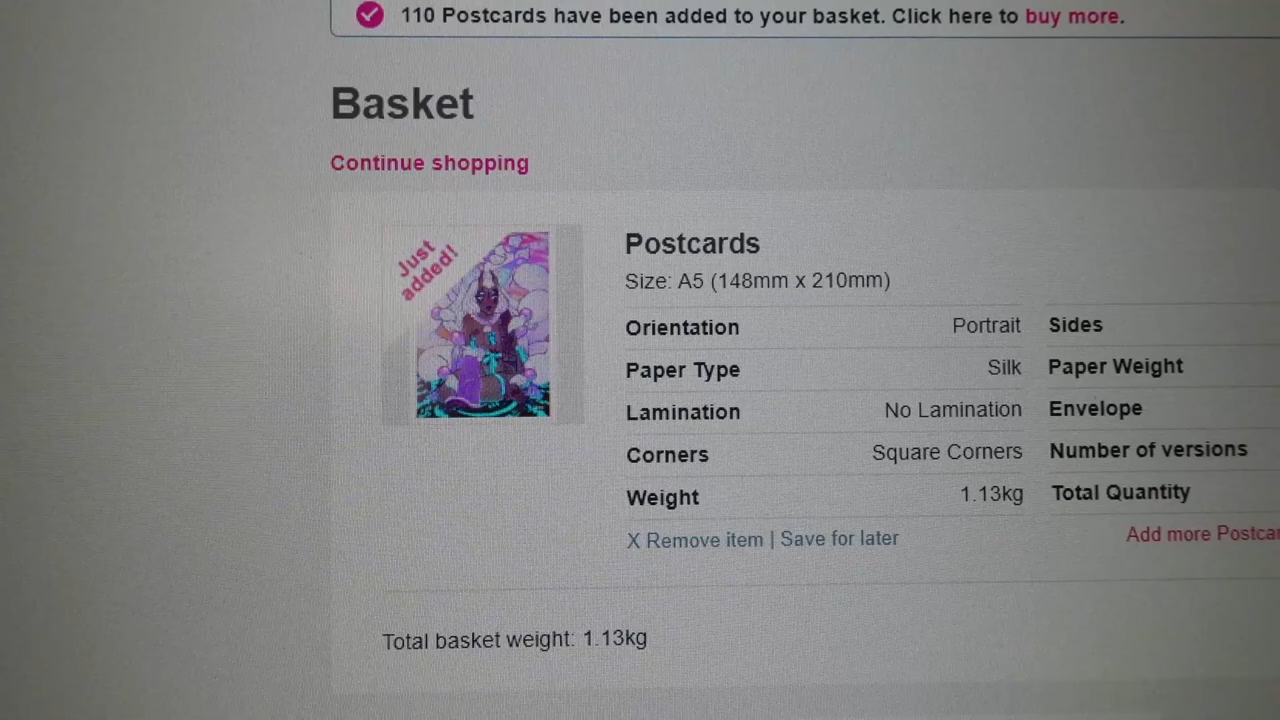 110 Postcards have been added to your basket. Click here to buy more.
Basket
Continue shopping
Just added!
Postcards
Size: A5 (148mm x 210mm)
Orientation Portrait Sides
Paper Type Silk Paper Weight
Lamination No Lamination Envelope
Corners Square Corners Number of versions
Weight 1.13kg Total Quantity
X Remove item | Save for later Add more
Total basket weight: 1.13kg